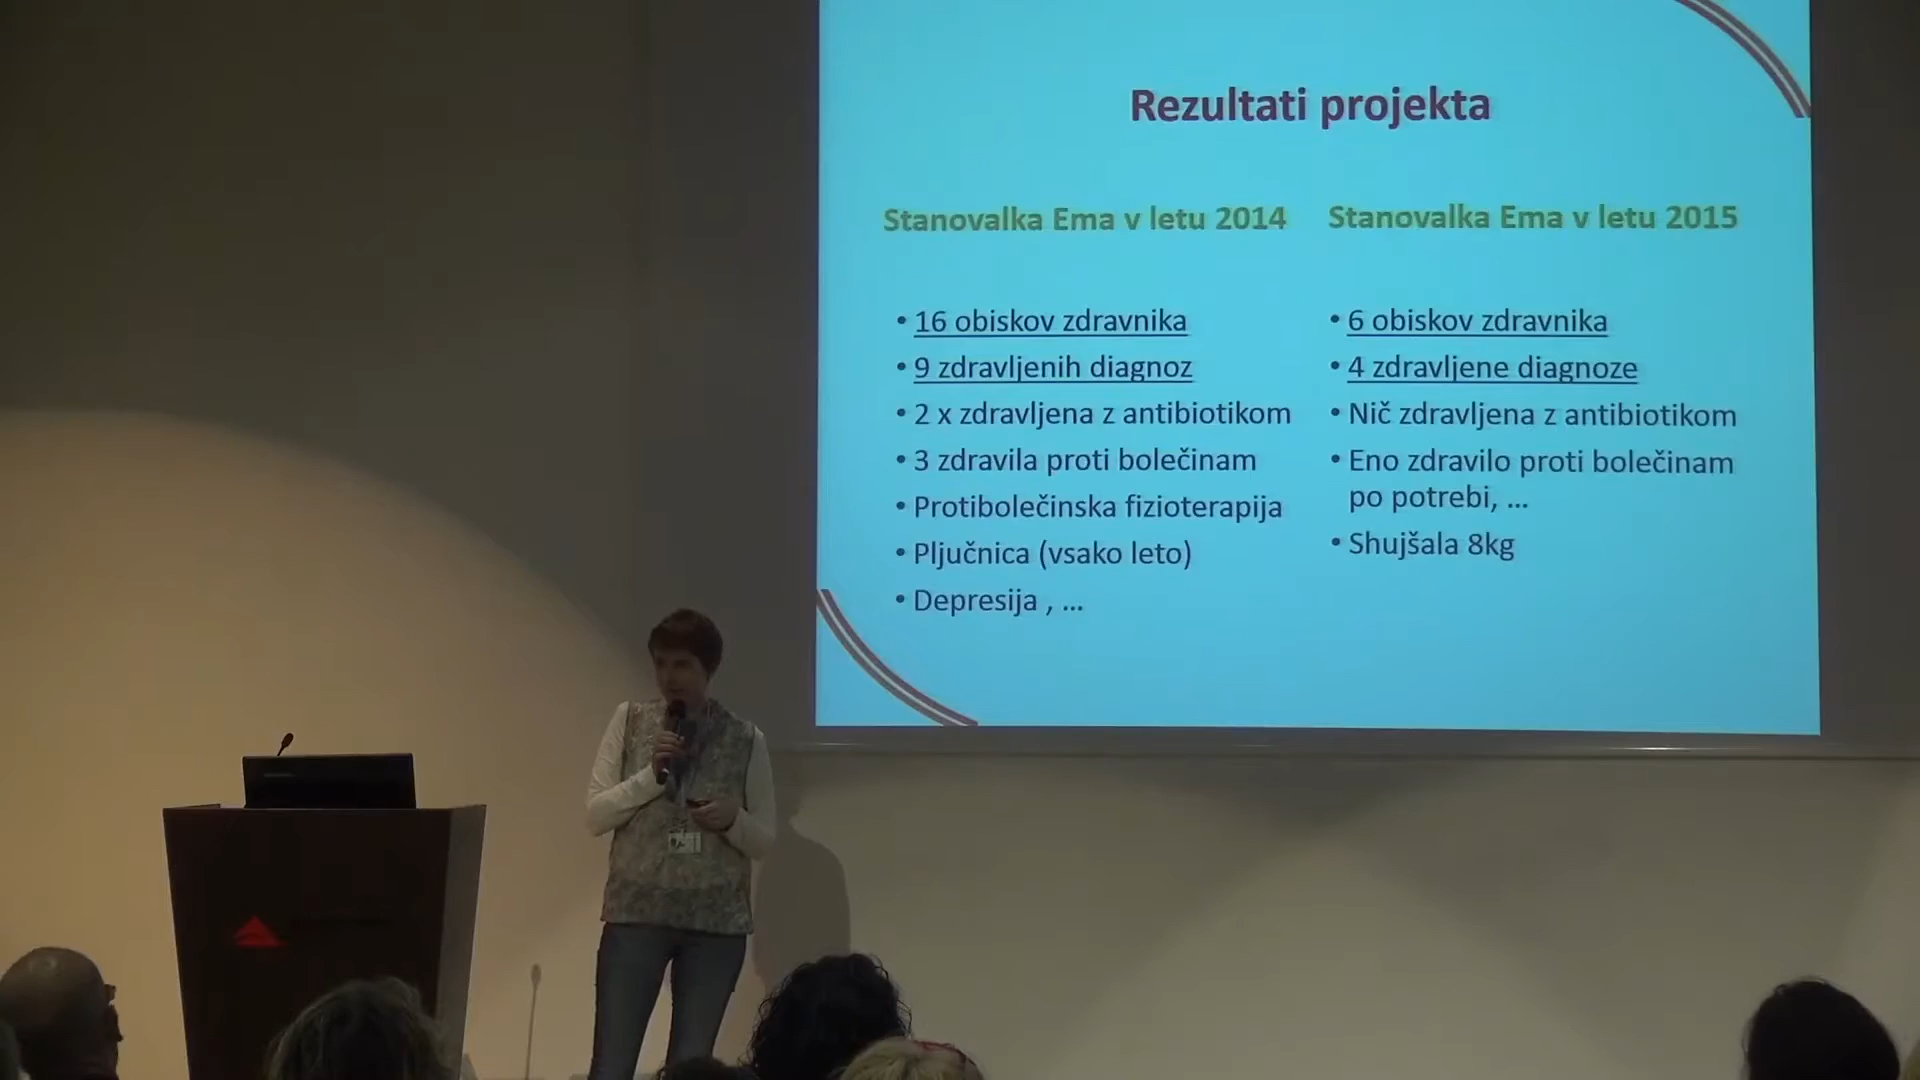 Rezultati projekta
Stanovalka Ema v letu 2014
• 16 obiskov zdravnika
• 9 zdravljenih diagnoz
• 2 x zdravljena z antibiotikom
• 3 zdravila proti bolečinam
• Protibolečinska fizioterapija
• Pljučnica (vsako leto)
• Depresija , ...
Stanovalka Ema v letu 2015
• 6 obiskov zdravnika
• 4 zdravljene diagnoze
• Nič zdravljena z antibiotikom
• Eno zdravilo proti bolečinam
po potrebi, ...
• Shujšala 8kg